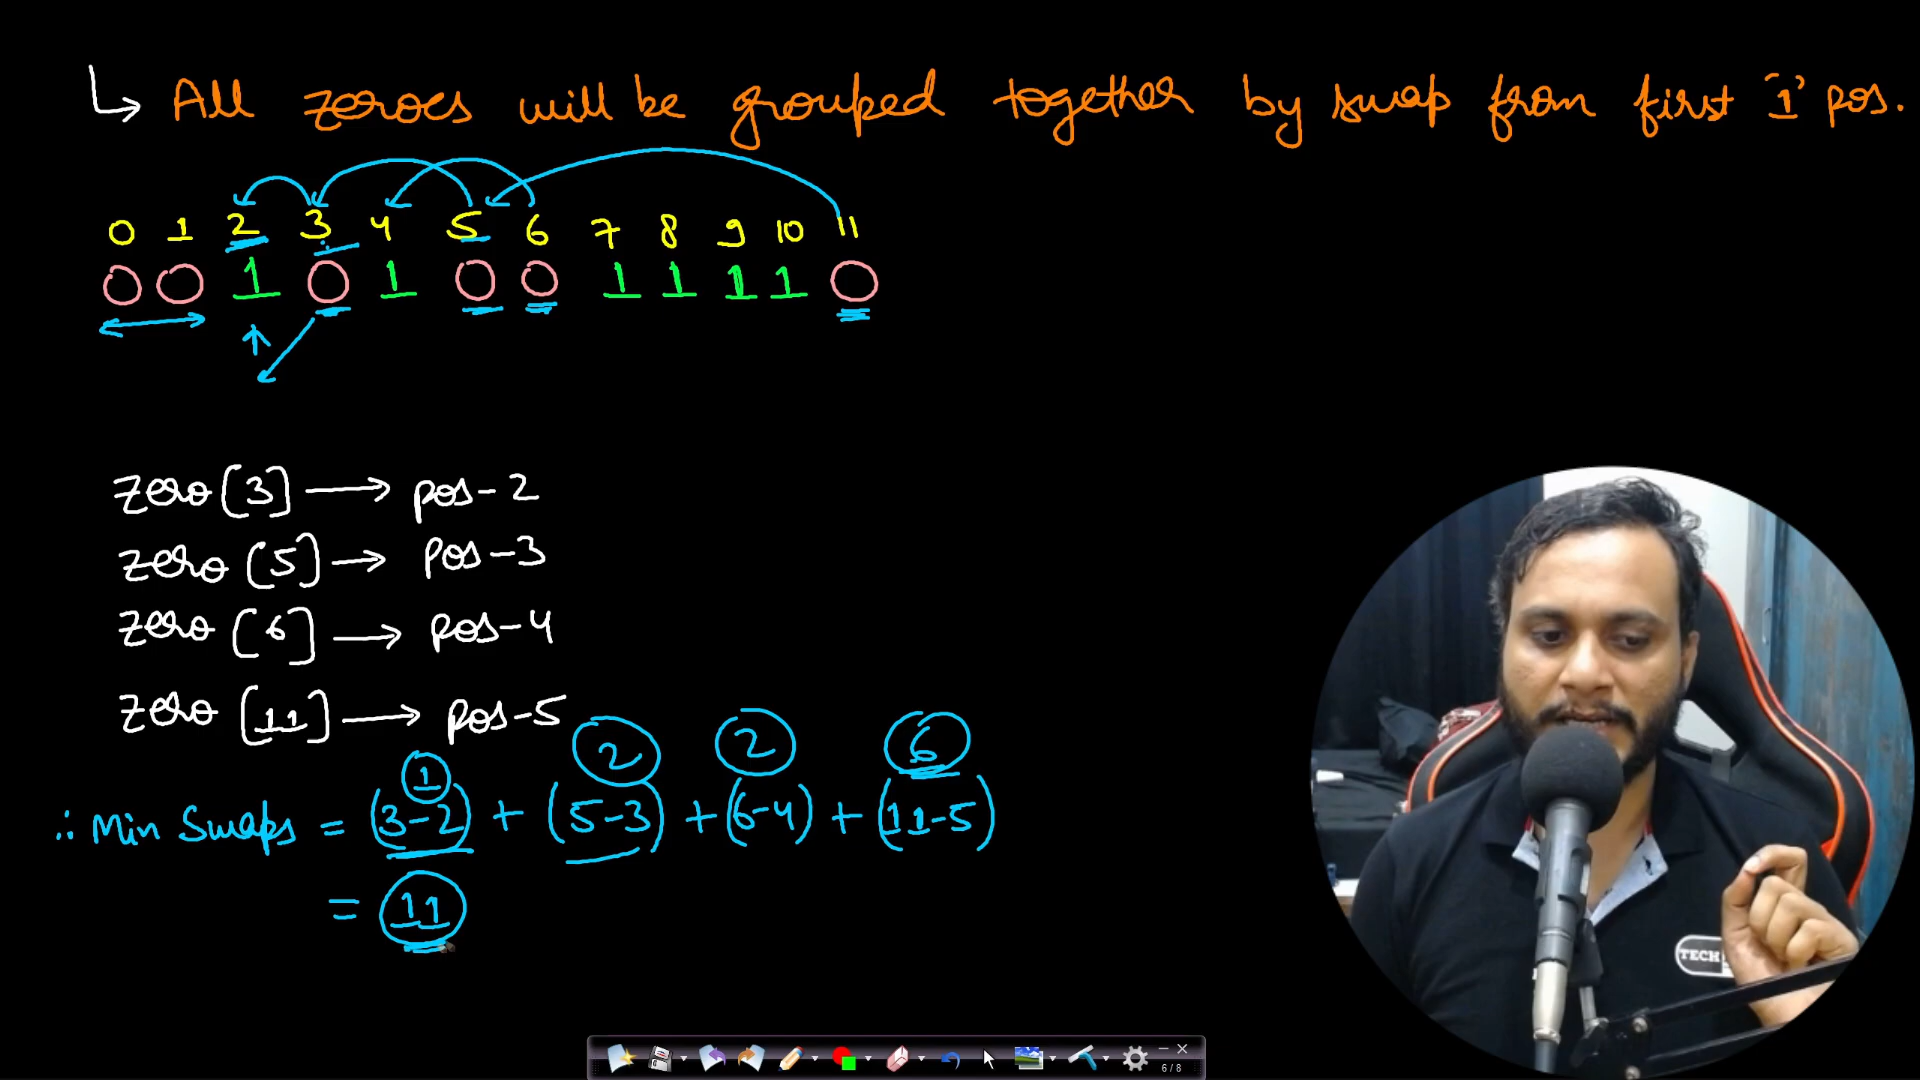 ↳ All zeroes will be grouped together by swap from first '1' pos.
0 1 2 3 4 5 6 7 8 9 10 11
0 0 1 0 1 0 0 1 1 1 1 0
zero [3] ⟶ pos-2
zero [5] ⟶ pos-3
zero [6] ⟶ pos-4
zero [11] ⟶ pos-5
1 2 2 6
∴ Min Swaps = (3-2) + (5-3) + (6-4) + (11-5)
= 11
TECH
6 / 8